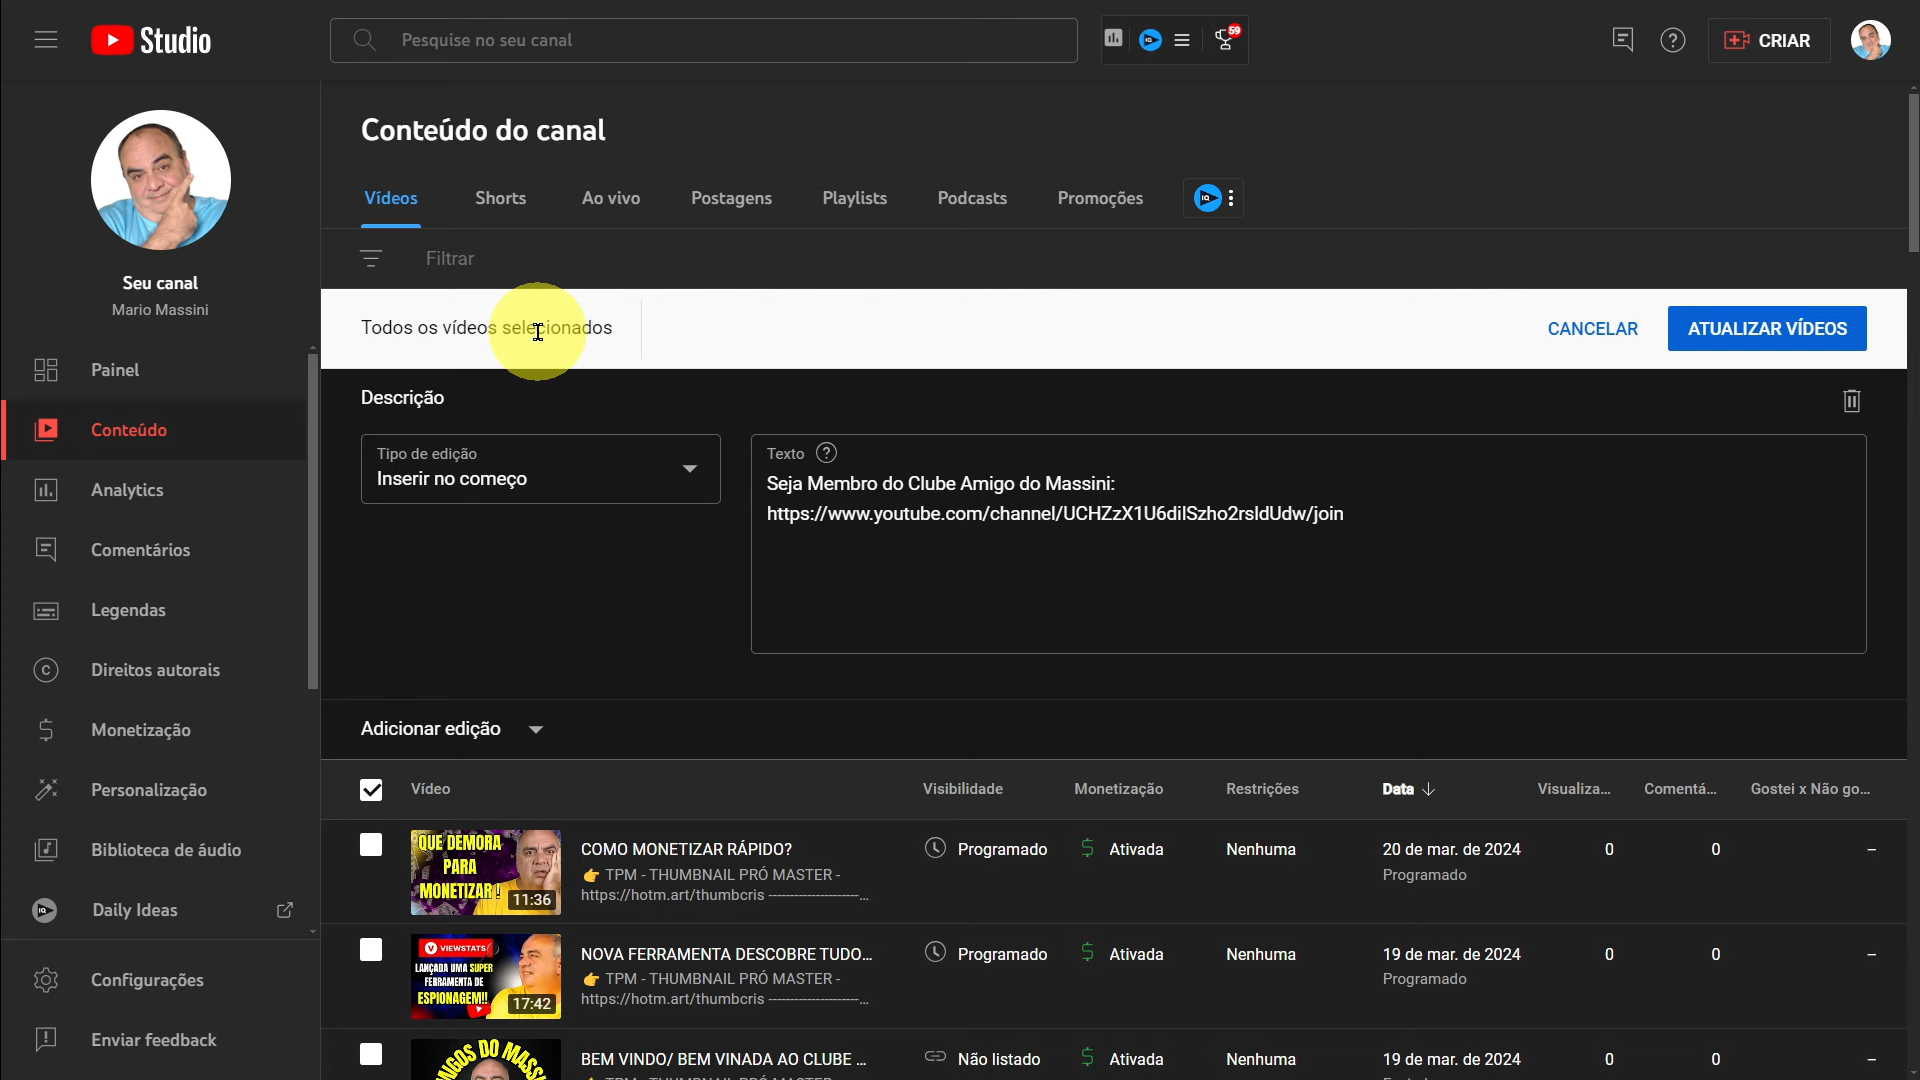 Studio
Pesquise no seu canal
59
CRIAR
Conteúdo do canal
Vídeos
Shorts
Ao vivo
Postagens
Playlists
Podcasts
Promoções
IQ
Seu canal
Mario Massini
Filtrar
Todos os vídeos selecionados
CANCELAR
ATUALIZAR VÍDEOS
Painel
Conteúdo
Analytics
Comentários
Legendas
Direitos autorais
Monetização
Personalização
Biblioteca de áudio
Daily Ideas
Configurações
Enviar feedback
Descrição
Tipo de edição
Inserir no começo
Texto
Seja Membro do Clube Amigo do Massini:
https://www.youtube.com/channel/UCHZzX1U6dilSzho2rsldUdw/join
Adicionar edição
Vídeo
Visibilidade
Monetização
Restrições
Data
Visualiza...
Comentá...
Gostei x Não go...
QUE DEMORA
PARA
MONETIZAR!
11:36
COMO MONETIZAR RÁPIDO?
👉 TPM - THUMBNAIL PRÓ MASTER -
https://hotm.art/thumbcris ---------------------...
Programado
Ativada
Nenhuma
20 de mar. de 2024
Programado
0
0
–
VIEWSTATS
LANÇADA UMA SUPER
FERRAMENTA DE
ESPIONAGEM!!
17:42
NOVA FERRAMENTA DESCOBRE TUDO...
👉 TPM - THUMBNAIL PRÓ MASTER -
https://hotm.art/thumbcris ---------------------...
Programado
Ativada
Nenhuma
19 de mar. de 2024
Programado
0
0
–
BEM VINDO/ BEM VINADA AO CLUBE ...
Não listado
Ativada
Nenhuma
19 de mar. de 2024
0
0
–